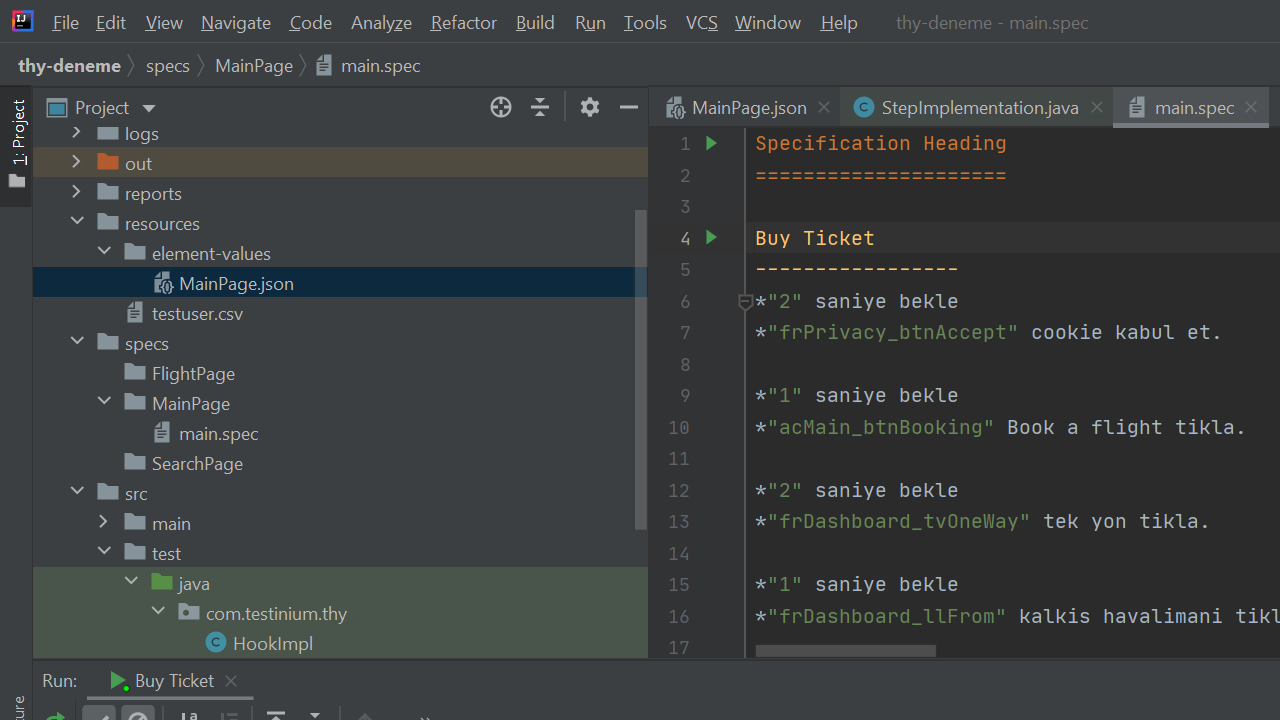 File Edit View Navigate Code Analyze Refactor Build Run Tools VCS Window Help thy-deneme - main.spec
thy-deneme specs MainPage main.spec
1: Project
Project
logs
out
reports
resources
element-values
MainPage.json
testuser.csv
specs
FlightPage
MainPage
main.spec
SearchPage
src
main
test
java
com.testinium.thy
HookImpl
MainPage.json StepImplementation.java main.spec
1 Specification Heading
2 =====================
3
4 Buy Ticket
5 -----------------
6 *"2" saniye bekle
7 *"frPrivacy_btnAccept" cookie kabul et.
8
9 *"1" saniye bekle
10 *"acMain_btnBooking" Book a flight tikla.
11
12 *"2" saniye bekle
13 *"frDashboard_tvOneWay" tek yon tikla.
14
15 *"1" saniye bekle
16 *"frDashboard_llFrom" kalkis havalimani tikl
17
Run: Buy Ticket